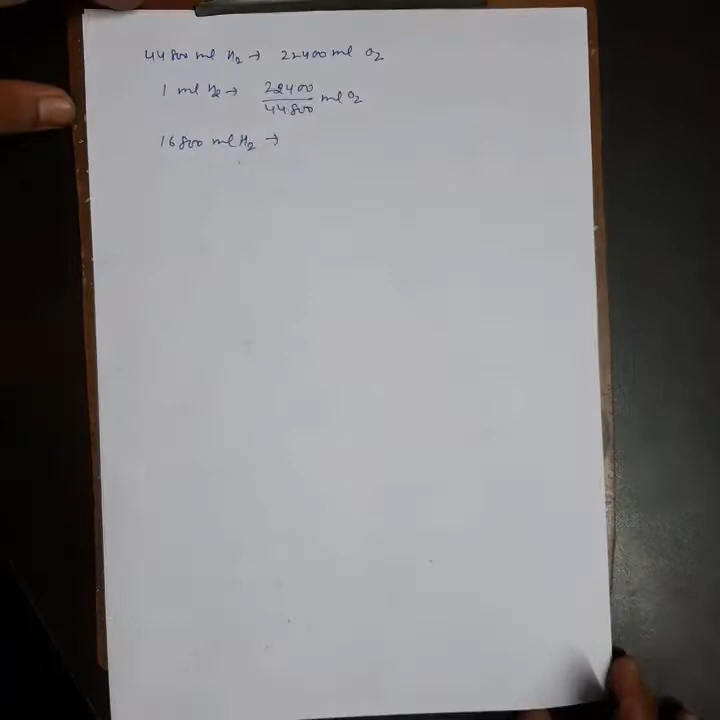 44800 ml H2 → 22400 ml O2
1 ml H2 → 22400/44800 ml O2
16800 ml H2 →